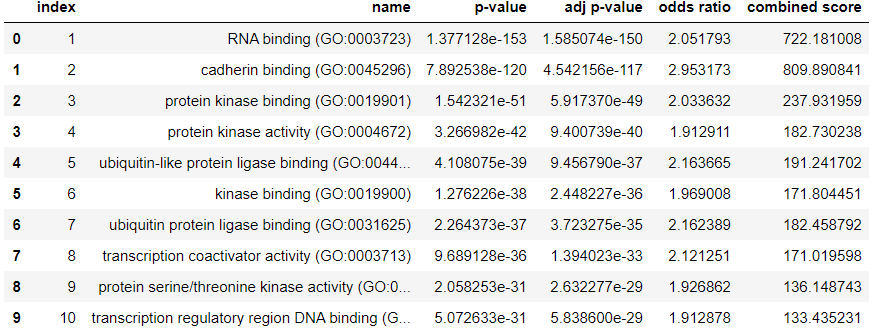 index name p-value adj p-value odds ratio combined score
0 1 RNA binding (GO:0003723) 1.377128e-153 1.585074e-150 2.051793 722.181008
1 2 cadherin binding (GO:0045296) 7.892538e-120 4.542156e-117 2.953173 809.890841
2 3 protein kinase binding (GO:0019901) 1.542321e-51 5.917370e-49 2.033632 237.931959
3 4 protein kinase activity (GO:0004672) 3.266982e-42 9.400739e-40 1.912911 182.730238
4 5 ubiquitin-like protein ligase binding (GO:0044... 4.108075e-39 9.456790e-37 2.163665 191.241702
5 6 kinase binding (GO:0019900) 1.276226e-38 2.448227e-36 1.969008 171.804451
6 7 ubiquitin protein ligase binding (GO:0031625) 2.264373e-37 3.723275e-35 2.162389 182.458792
7 8 transcription coactivator activity (GO:0003713) 9.689128e-36 1.394023e-33 2.121251 171.019598
8 9 protein serine/threonine kinase activity (GO:0... 2.058253e-31 2.632277e-29 1.926862 136.148743
9 10 transcription regulatory region DNA binding (G... 5.072633e-31 5.838600e-29 1.912878 133.435231